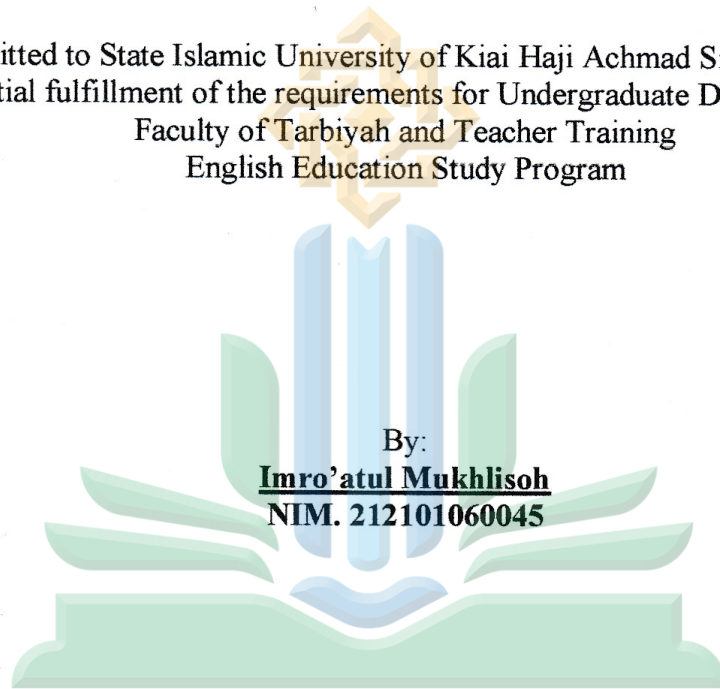 itted to State Islamic University of Kiai Haji Achmad S
tial fulfillment of the requirements for Undergraduate D
Faculty of Tarbiyah and Teacher Training
English Education Study Program
By:
Imro'atul Mukhlisoh
NIM. 212101060045